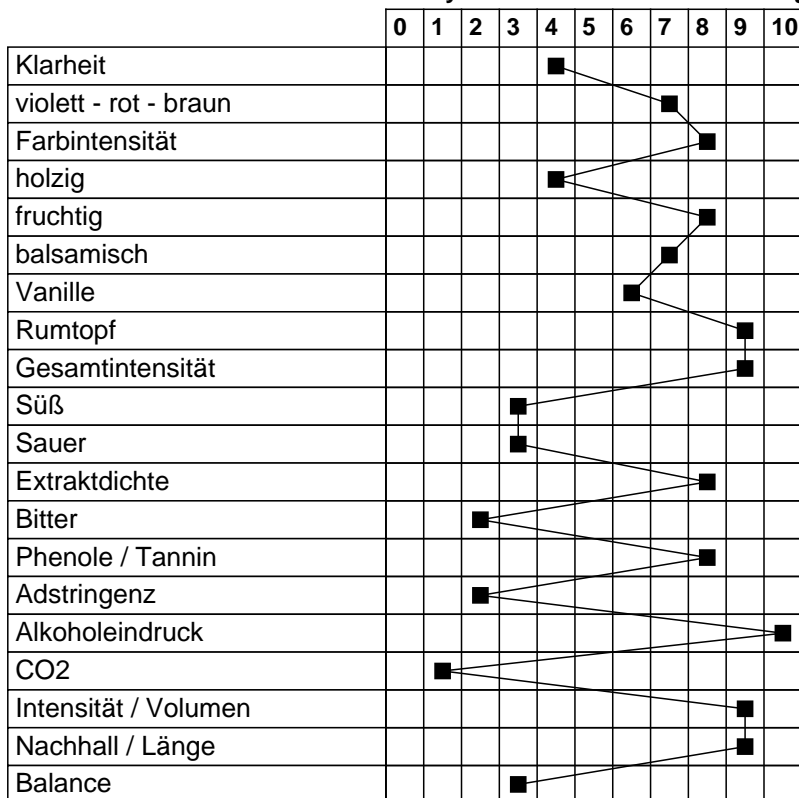 0 1 2 3 4 5 6 7 8 9 10
Klarheit
violett - rot - braun
Farbintensität
holzig
fruchtig
balsamisch
Vanille
Rumtopf
Gesamtintensität
Süß
Sauer
Extraktdichte
Bitter
Phenole / Tannin
Adstringenz
Alkoholeindruck
CO2
Intensität / Volumen
Nachhall / Länge
Balance